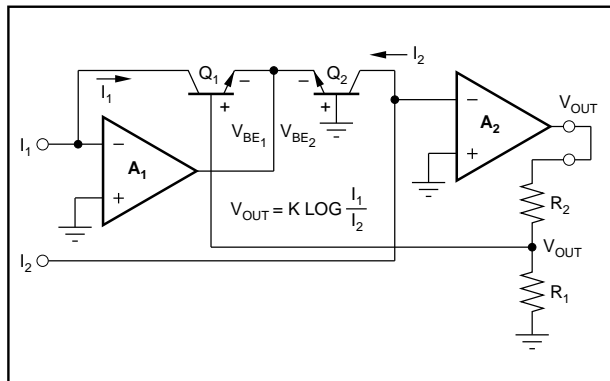 Q₁
Q₂
I₂
I₁
−
−
+
+
V_OUT
I₁
−
+
A₁
V_BE₁
V_BE₂
−
+
A₂
R₂
V_OUT = K LOG I₁/I₂
V_OUT
I₂
R₁